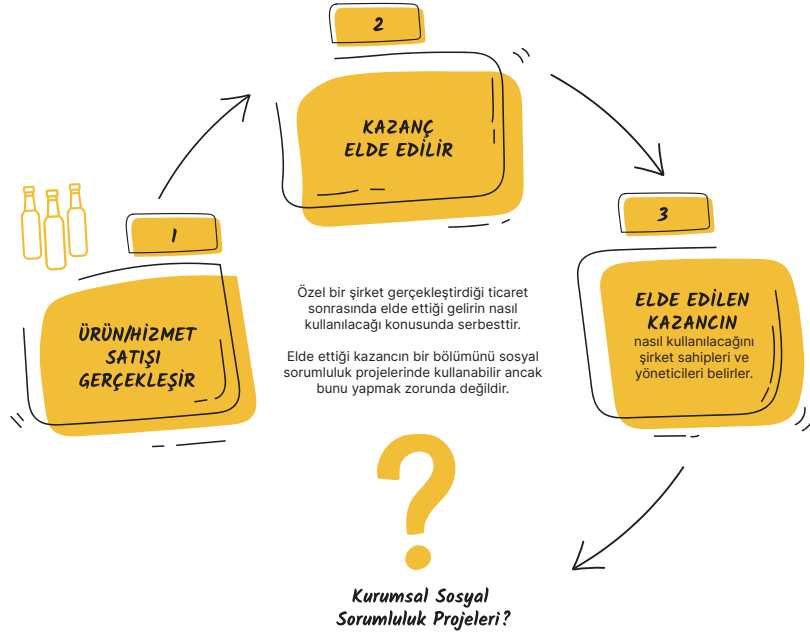 1
ÜRÜN/HİZMET
SATIŞI
GERÇEKLEŞİR
2
KAZANÇ
ELDE EDİLİR
3
ELDE EDİLEN
KAZANCIN
nasıl kullanılacağını
şirket sahipleri ve
yöneticileri belirler.
Özel bir şirket gerçekleştirdiği ticaret
sonrasında elde ettiği gelirin nasıl
kullanılacağı konusunda serbesttir.
Elde ettiği kazancın bir bölümünü sosyal
sorumluluk projelerinde kullanabilir ancak
bunu yapmak zorunda değildir.
?
Kurumsal Sosyal
Sorumluluk Projeleri?